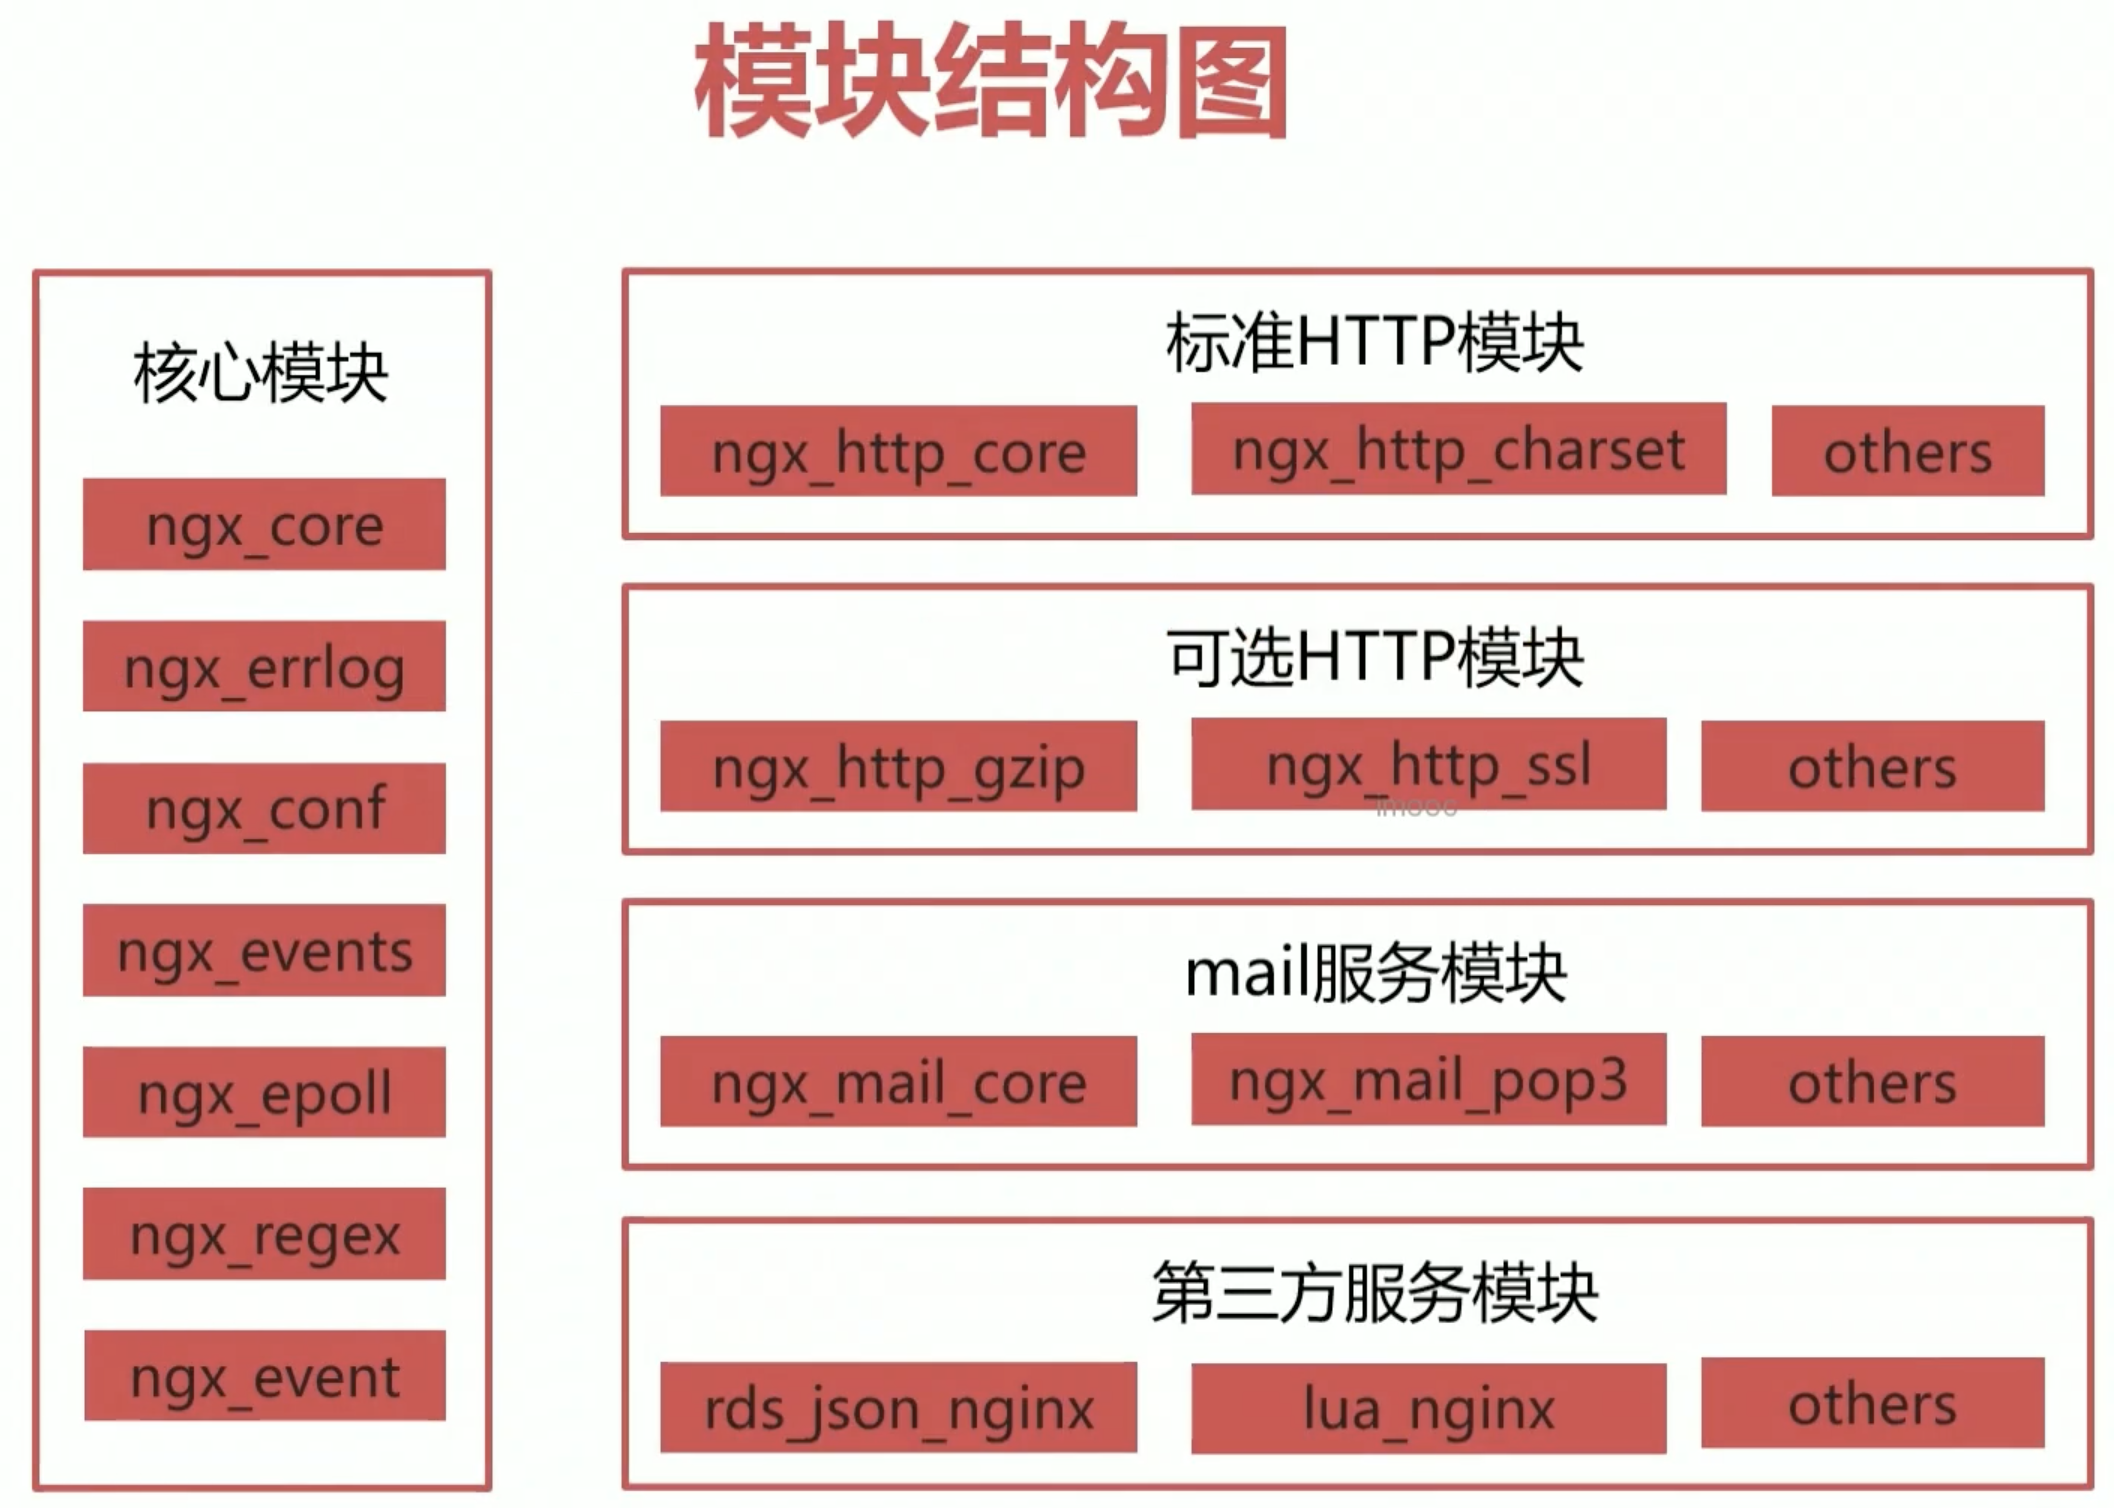 模块结构图
核心模块
ngx_core
ngx_errlog
ngx_conf
ngx_events
ngx_epoll
ngx_regex
ngx_event
标准HTTP模块
ngx_http_core
ngx_http_charset
others
可选HTTP模块
ngx_http_gzip
ngx_http_ssl
others
imooc
mail服务模块
ngx_mail_core
ngx_mail_pop3
others
第三方服务模块
rds_json_nginx
lua_nginx
others